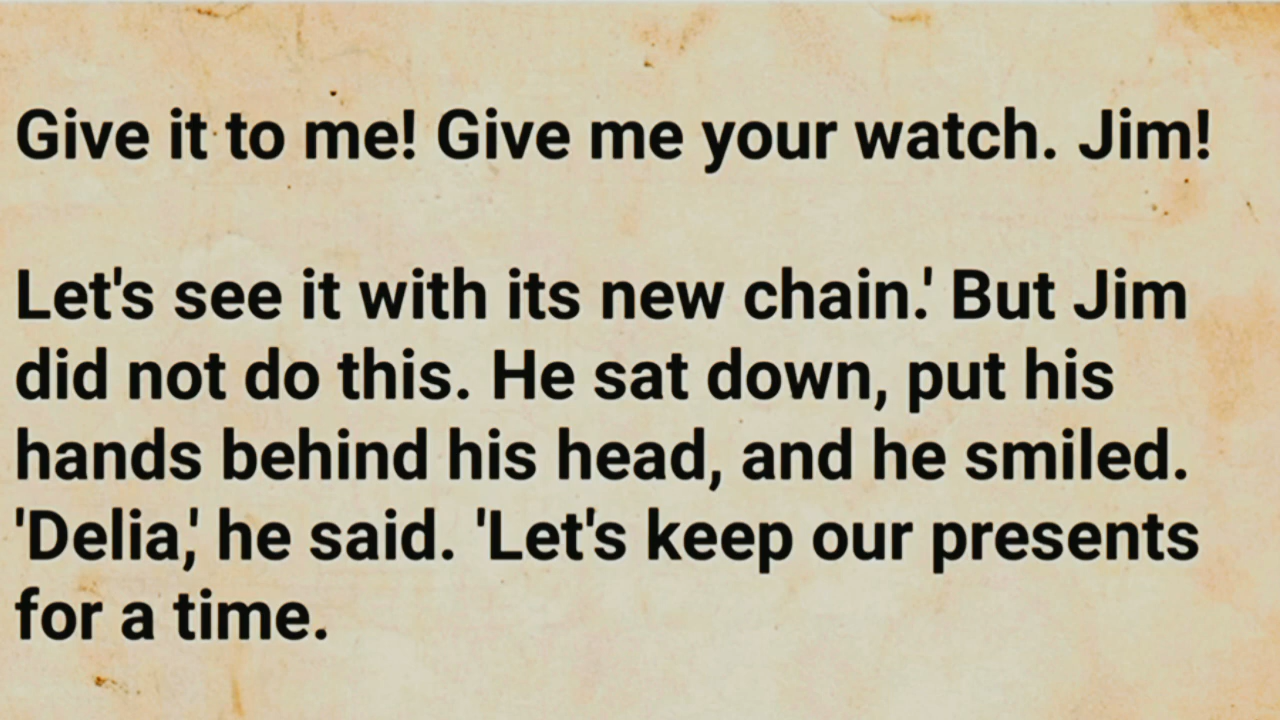 Give it to me! Give me your watch. Jim!
Let's see it with its new chain.' But Jim
did not do this. He sat down, put his
hands behind his head, and he smiled.
'Delia,' he said. 'Let's keep our presents
for a time.